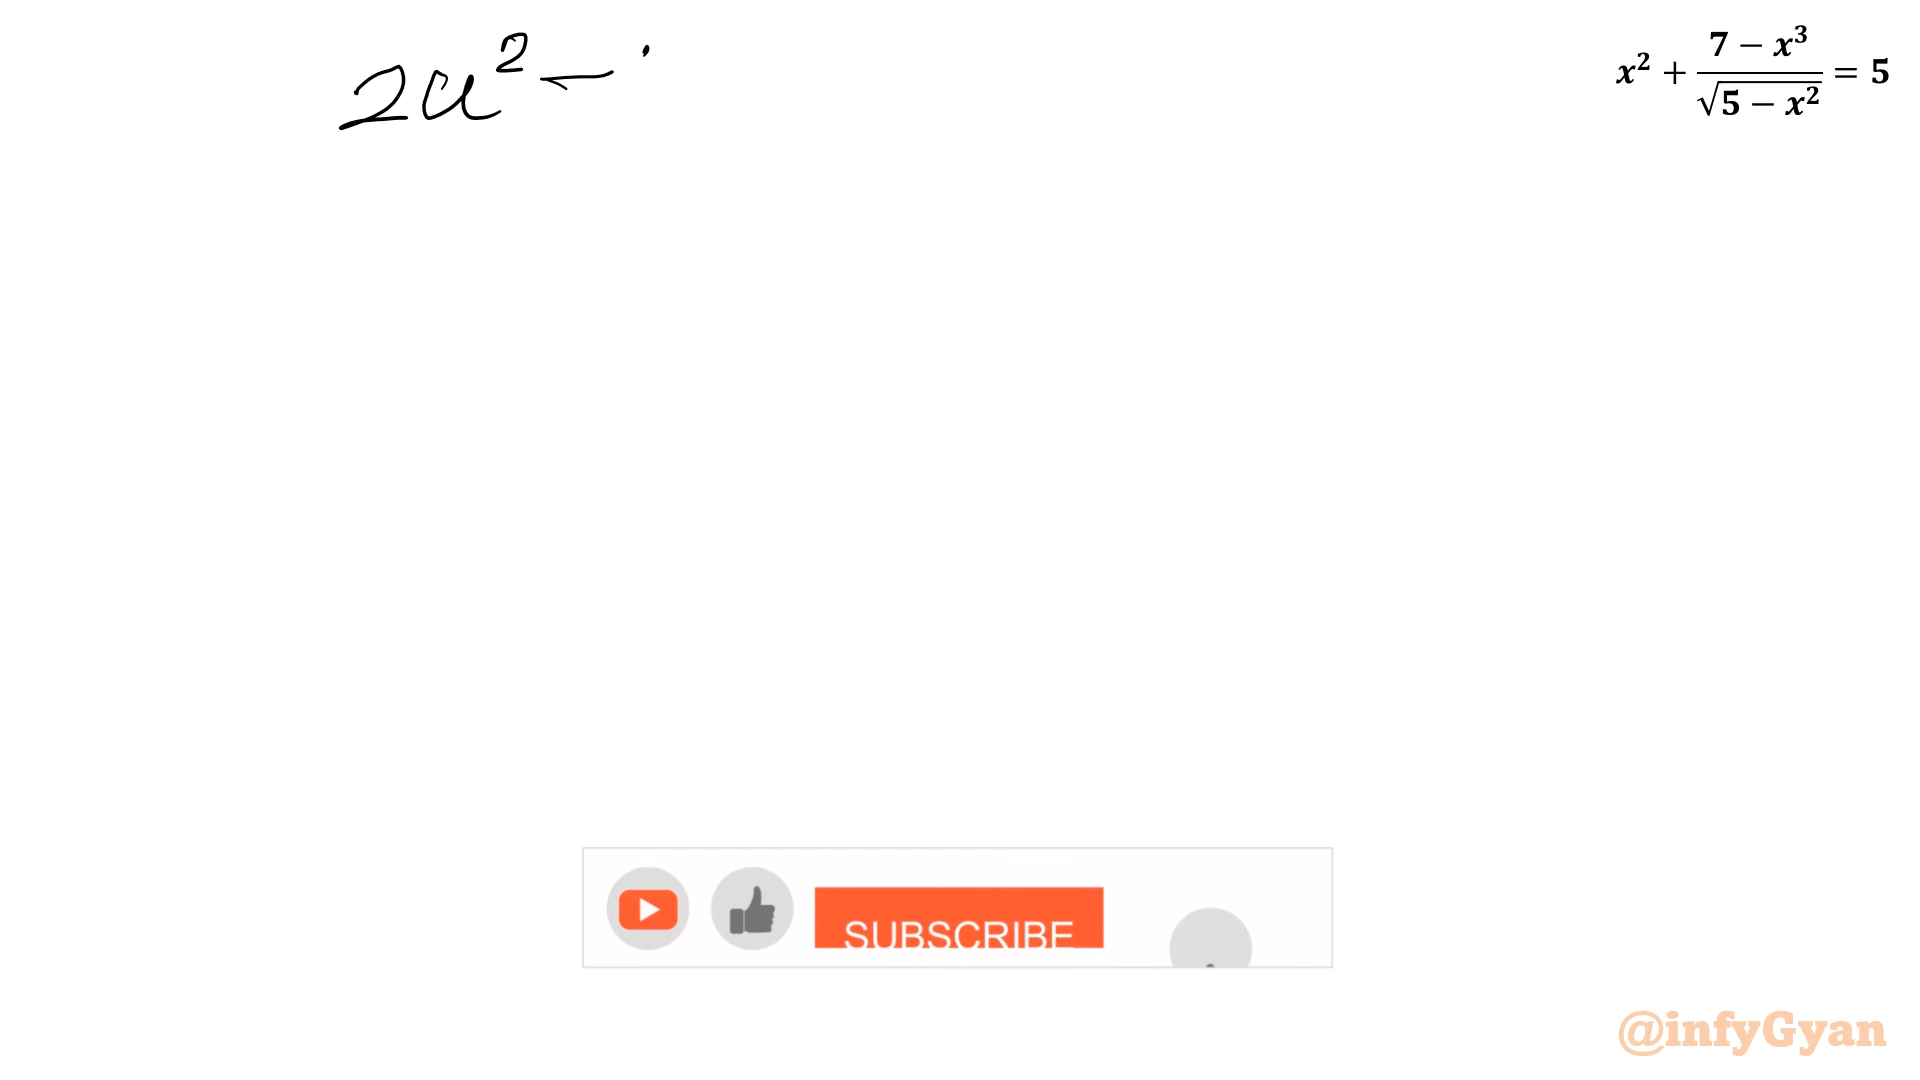 2u² –
x² + (7 − x³)/√(5 − x²) = 5
SUBSCRIBE
@infyGyan